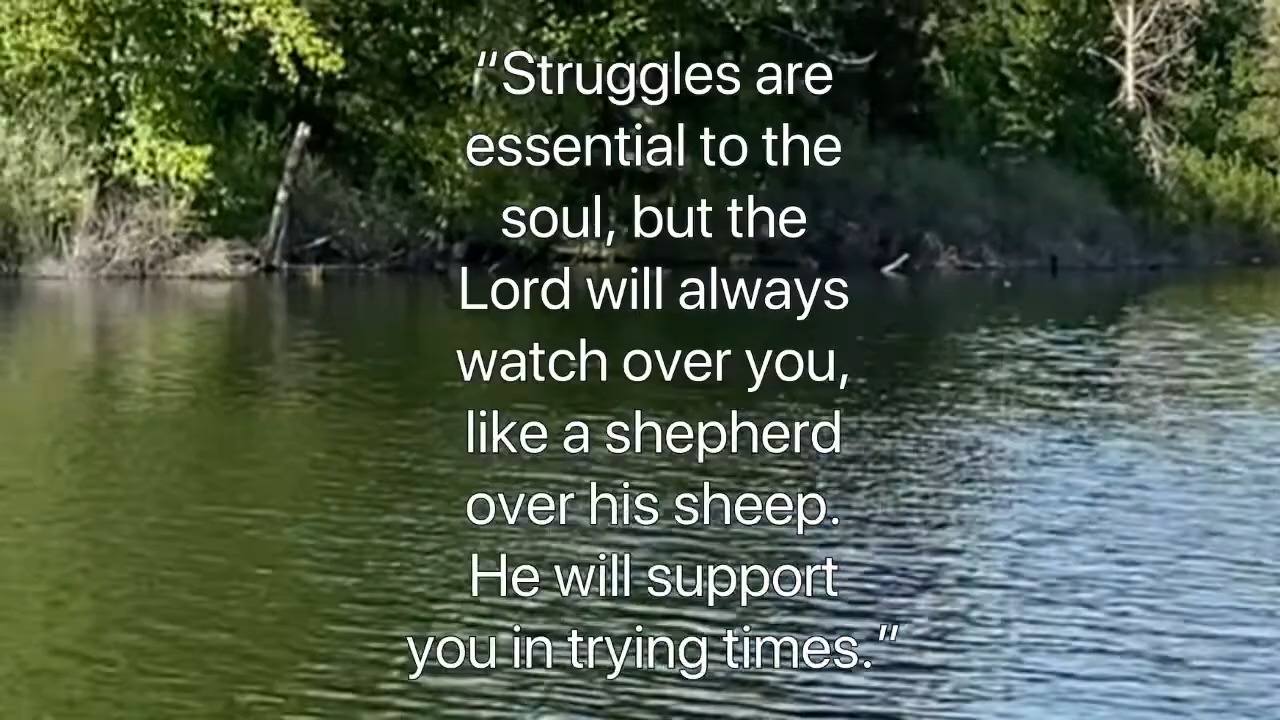 “Struggles are
essential to the
soul, but the
Lord will always
watch over you,
like a shepherd
over his sheep.
He will support
you in trying times.”